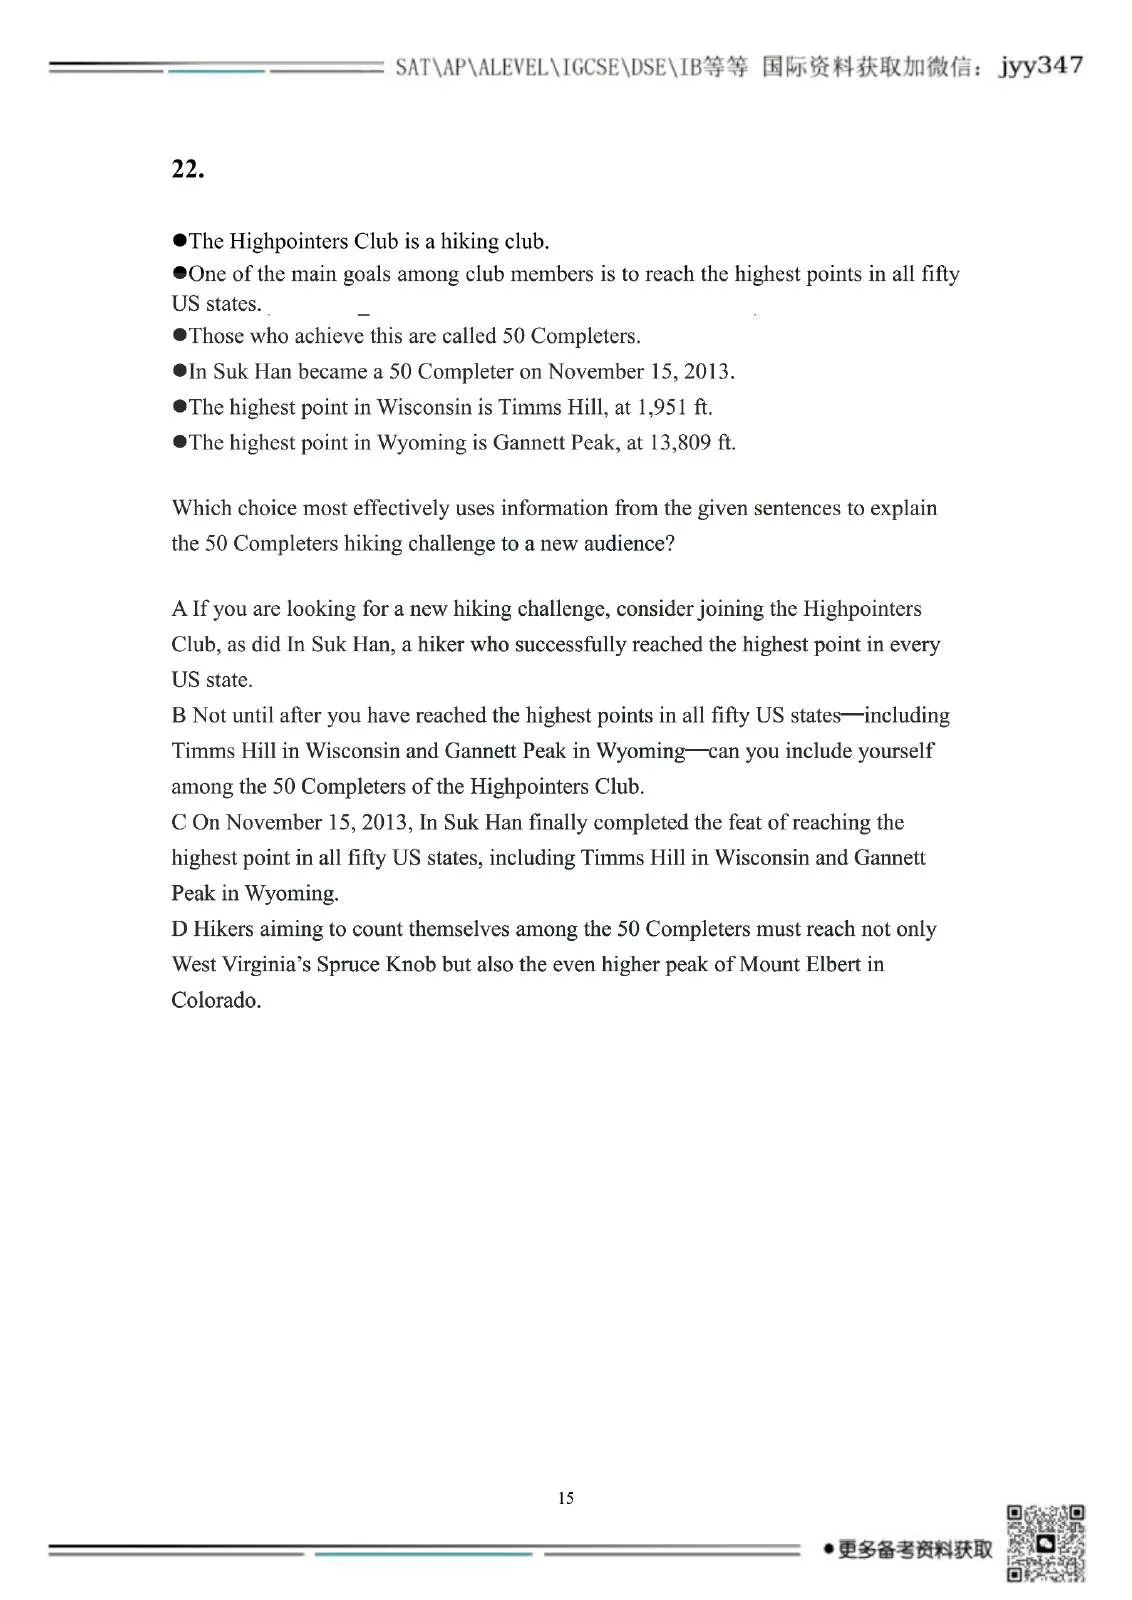 SAT\AP\ALEVEL\IGCSE\DSE\IB等等 国际资料获取加微信：jyy347
22.
●The Highpointers Club is a hiking club.
●One of the main goals among club members is to reach the highest points in all fifty
US states.
●Those who achieve this are called 50 Completers.
●In Suk Han became a 50 Completer on November 15, 2013.
●The highest point in Wisconsin is Timms Hill, at 1,951 ft.
●The highest point in Wyoming is Gannett Peak, at 13,809 ft.
Which choice most effectively uses information from the given sentences to explain
the 50 Completers hiking challenge to a new audience?
A If you are looking for a new hiking challenge, consider joining the Highpointers
Club, as did In Suk Han, a hiker who successfully reached the highest point in every
US state.
B Not until after you have reached the highest points in all fifty US states—including
Timms Hill in Wisconsin and Gannett Peak in Wyoming—can you include yourself
among the 50 Completers of the Highpointers Club.
C On November 15, 2013, In Suk Han finally completed the feat of reaching the
highest point in all fifty US states, including Timms Hill in Wisconsin and Gannett
Peak in Wyoming.
D Hikers aiming to count themselves among the 50 Completers must reach not only
West Virginia's Spruce Knob but also the even higher peak of Mount Elbert in
Colorado.
15
●更多备考资料获取